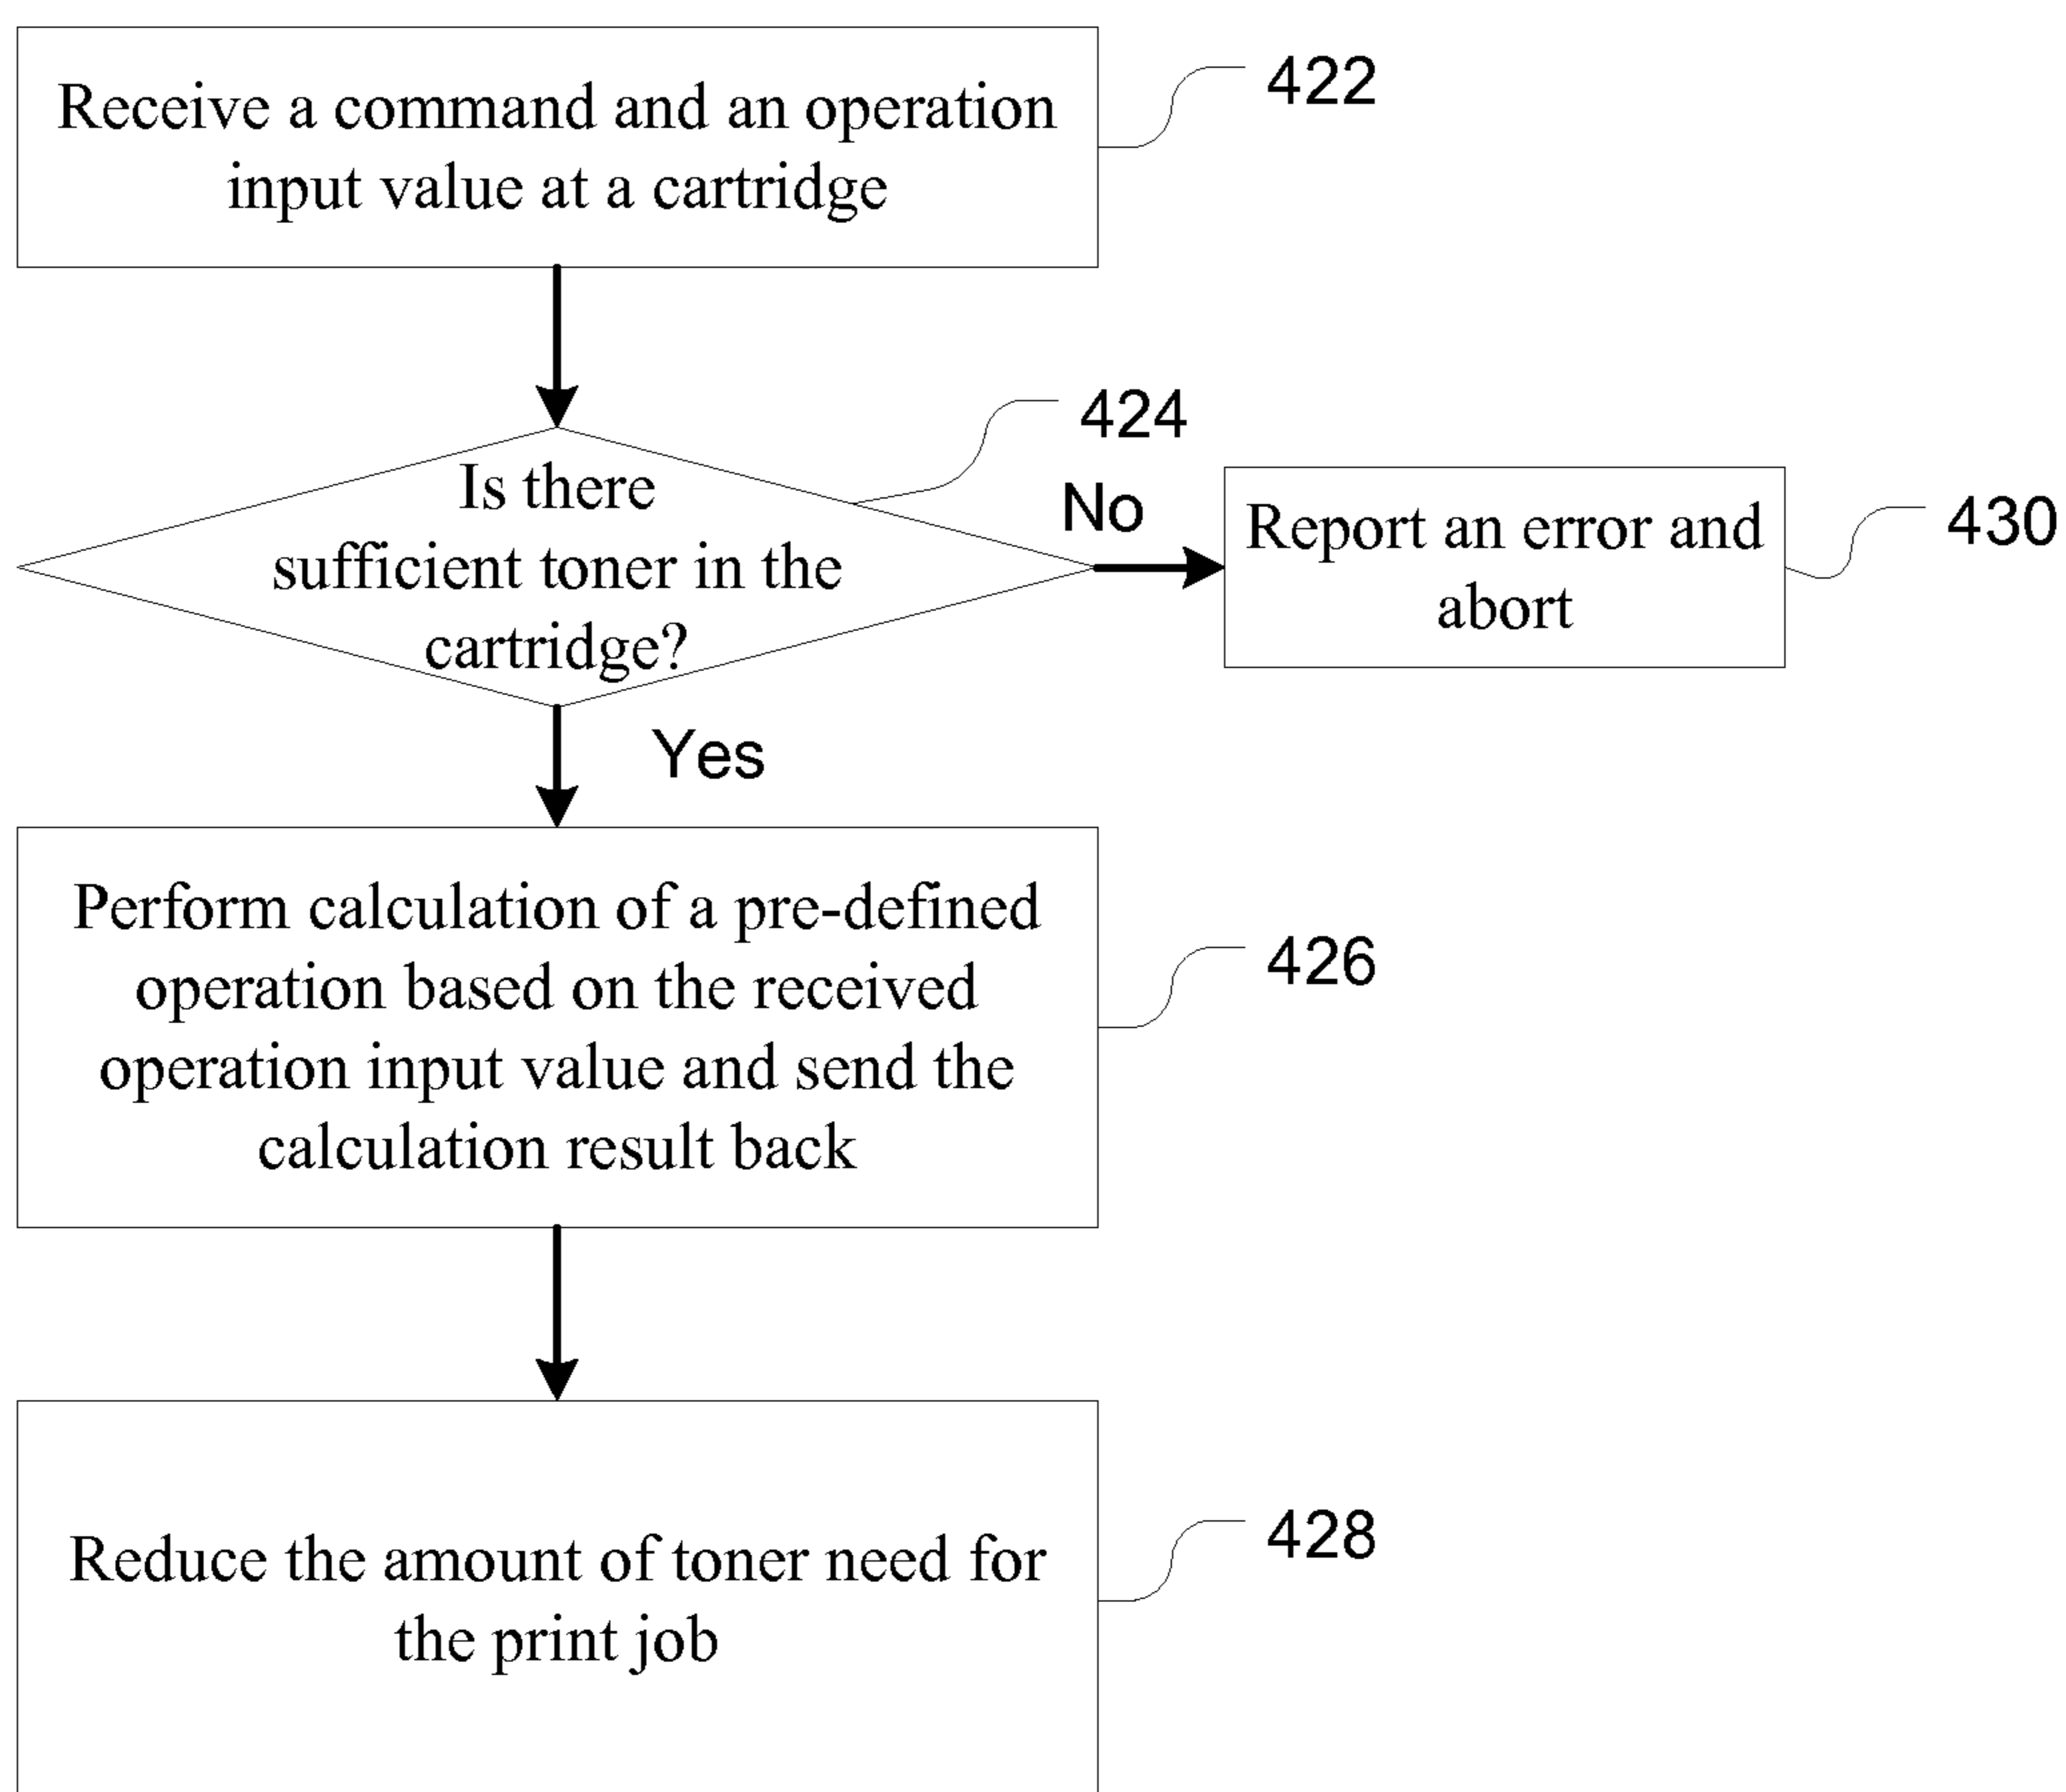 Receive a command and an operation
input value at a cartridge
422
424
Is there
sufficient toner in the
cartridge?
No
Report an error and
abort
430
Yes
Perform calculation of a pre-defined
operation based on the received
operation input value and send the
calculation result back
426
Reduce the amount of toner need for
the print job
428